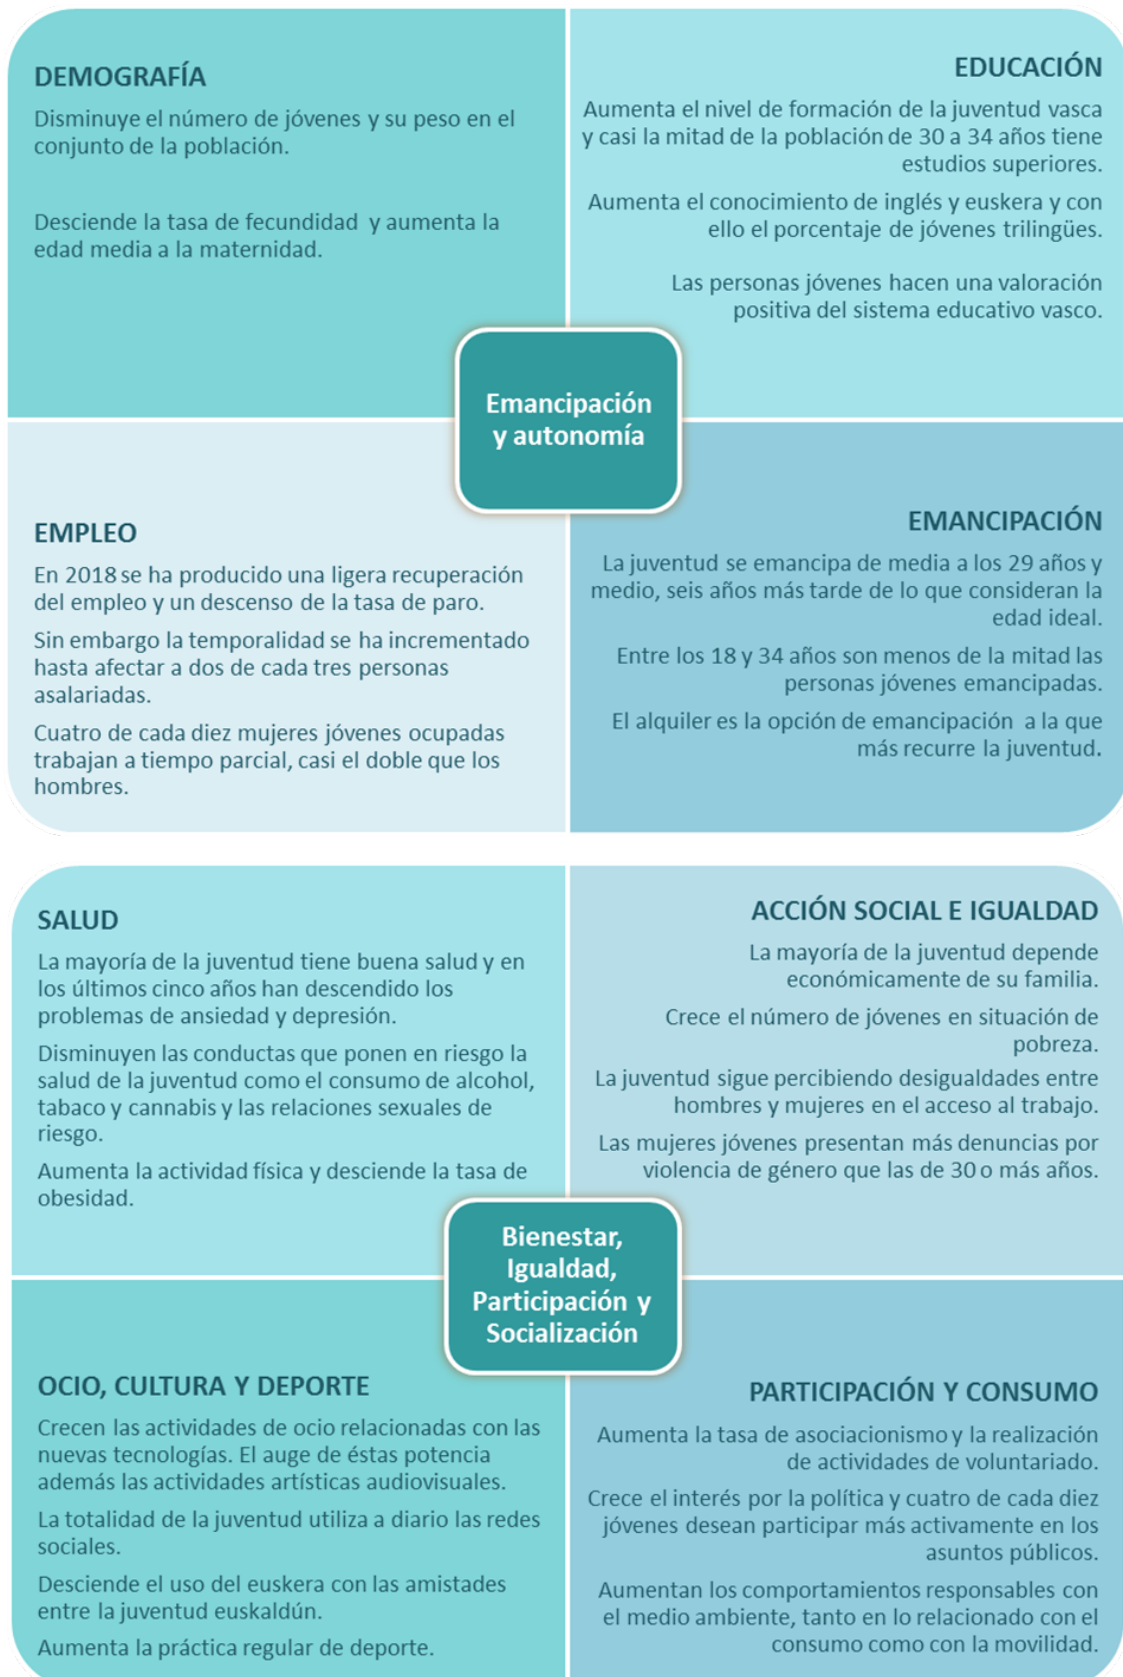 DEMOGRAFÍA
Disminuye el número de jóvenes y su peso en el
conjunto de la población.
Desciende la tasa de fecundidad y aumenta la
edad media a la maternidad.
EDUCACIÓN
Aumenta el nivel de formación de la juventud vasca
y casi la mitad de la población de 30 a 34 años tiene
estudios superiores.
Aumenta el conocimiento de inglés y euskera y con
ello el porcentaje de jóvenes trilingües.
Las personas jóvenes hacen una valoración
positiva del sistema educativo vasco.
Emancipación
y autonomía
EMPLEO
En 2018 se ha producido una ligera recuperación
del empleo y un descenso de la tasa de paro.
Sin embargo la temporalidad se ha incrementado
hasta afectar a dos de cada tres personas
asalariadas.
Cuatro de cada diez mujeres jóvenes ocupadas
trabajan a tiempo parcial, casi el doble que los
hombres.
EMANCIPACIÓN
La juventud se emancipa de media a los 29 años y
medio, seis años más tarde de lo que consideran la
edad ideal.
Entre los 18 y 34 años son menos de la mitad las
personas jóvenes emancipadas.
El alquiler es la opción de emancipación a la que
más recurre la juventud.
SALUD
La mayoría de la juventud tiene buena salud y en
los últimos cinco años han descendido los
problemas de ansiedad y depresión.
Disminuyen las conductas que ponen en riesgo la
salud de la juventud como el consumo de alcohol,
tabaco y cannabis y las relaciones sexuales de
riesgo.
Aumenta la actividad física y desciende la tasa de
obesidad.
ACCIÓN SOCIAL E IGUALDAD
La mayoría de la juventud depende
económicamente de su familia.
Crece el número de jóvenes en situación de
pobreza.
La juventud sigue percibiendo desigualdades entre
hombres y mujeres en el acceso al trabajo.
Las mujeres jóvenes presentan más denuncias por
violencia de género que las de 30 o más años.
Bienestar,
Igualdad,
Participación y
Socialización
OCIO, CULTURA Y DEPORTE
Crecen las actividades de ocio relacionadas con las
nuevas tecnologías. El auge de éstas potencia
además las actividades artísticas audiovisuales.
La totalidad de la juventud utiliza a diario las redes
sociales.
Desciende el uso del euskera con las amistades
entre la juventud euskaldún.
Aumenta la práctica regular de deporte.
PARTICIPACIÓN Y CONSUMO
Aumenta la tasa de asociacionismo y la realización
de actividades de voluntariado.
Crece el interés por la política y cuatro de cada diez
jóvenes desean participar más activamente en los
asuntos públicos.
Aumentan los comportamientos responsables con
el medio ambiente, tanto en lo relacionado con el
consumo como con la movilidad.